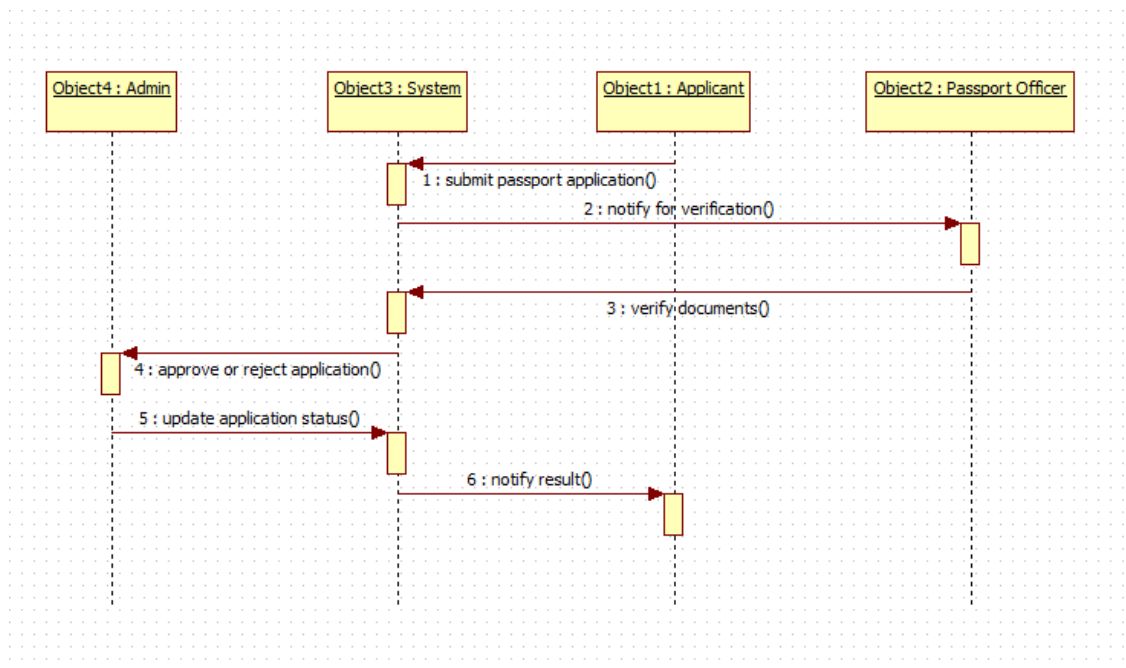 Object4 : Admin
Object3 : System
Object1 : Applicant
Object2 : Passport Officer
1 : submit passport application()
2 : notify for verification()
3 : verify documents()
4 : approve or reject application()
5 : update application status()
6 : notify result()